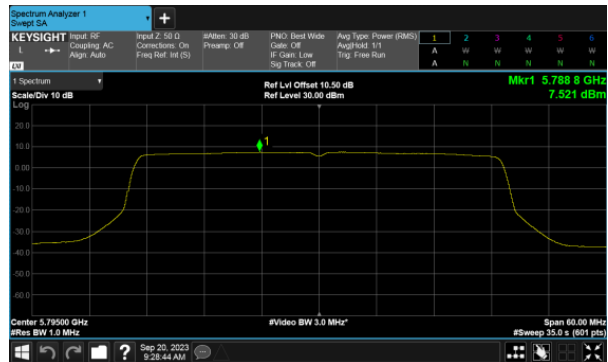 Spectrum Analyzer 1
Swept SA
KEYSIGHT
L
Input: RF
Coupling: AC
Align: Auto
Input Z: 50 Ω
Corrections: On
Freq Ref: Int (S)
#Atten: 30 dB
Preamp: Off
PNO: Best Wide
Gate: Off
IF Gain: Low
Sig Track: Off
Avg Type: Power (RMS)
Avg|Hold: 1/1
Trig: Free Run
1 2 3 4 5 6
A W W W W W
A N N N N N
1 Spectrum
Scale/Div 10 dB
Log
Ref Lvl Offset 10.50 dB
Ref Level 30.00 dBm
Mkr1 5.788 8 GHz
7.521 dBm
20.0
10.0
0.00
-10.0
-20.0
-30.0
-40.0
-50.0
-60.0
1
Center 5.79500 GHz
#Res BW 1.0 MHz
#Video BW 3.0 MHz*
Span 60.00 MHz
#Sweep 35.0 s (601 pts)
?
Sep 20, 2023
9:28:44 AM